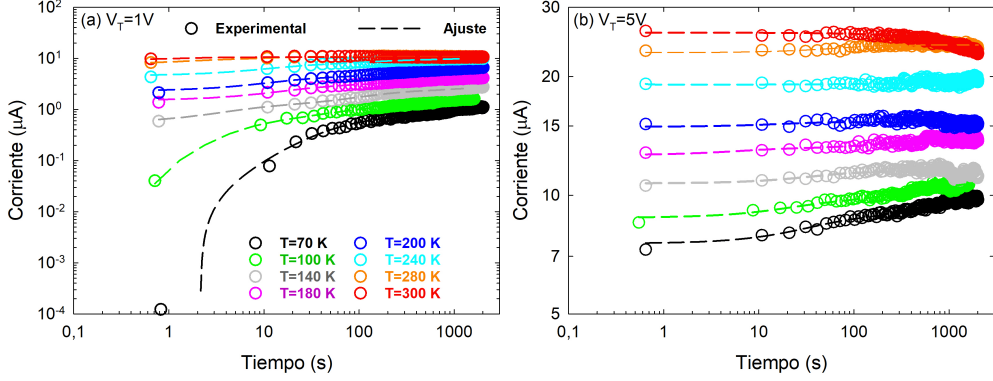 (a) V_T=1V
Experimental
Ajuste
10²
10¹
10⁰
10⁻¹
10⁻²
10⁻³
10⁻⁴
Corriente (µA)
T=70 K
T=200 K
T=100 K
T=240 K
T=140 K
T=280 K
T=180 K
T=300 K
0,1
1
10
100
1000
Tiempo (s)
(b) V_T=5V
30
20
15
10
7
5
Corriente (µA)
0,1
1
10
100
1000
Tiempo (s)